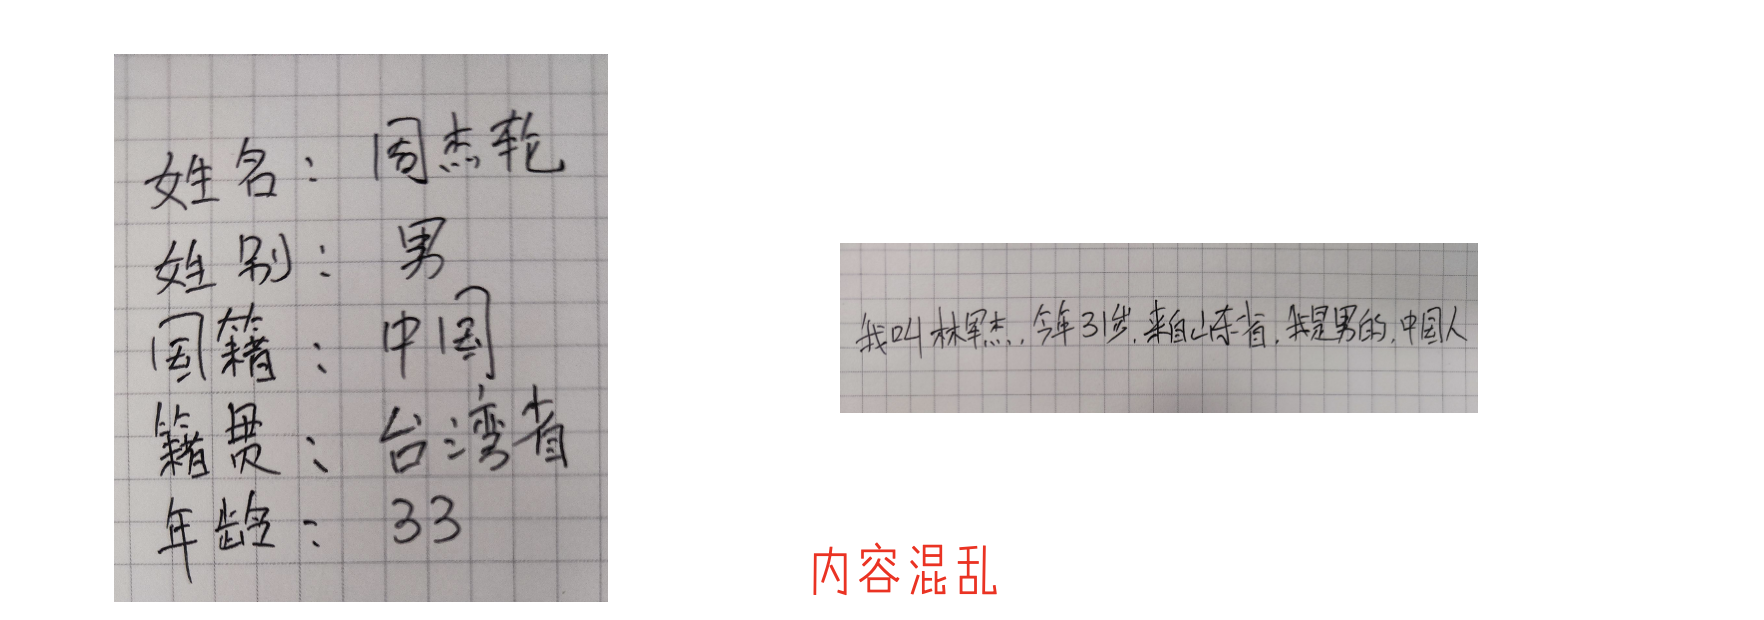 姓名：周杰轮
姓别：男
国籍：中国
籍贯：台湾省
年龄：33
我叫林军杰，今年31岁，来自山东省，我是男的，中国人
内容混乱